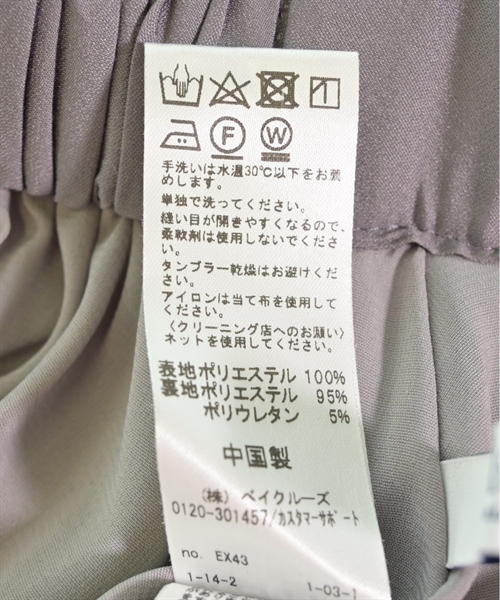 F W
手洗いは水温30℃以下をお薦
めします。
単独で洗ってください。
縫い目が開きやすくなるので、
柔軟剤は使用しないでくださ
い。
タンブラー乾燥はお避けくださ
い。
アイロンは当て布を使用して
ください。
〈クリーニング店へのお願い〉
ネットを使用してください。
表地ポリエステル 100%
裏地ポリエステル 95%
ポリウレタン 5%
中国製
(株) ベイクルーズ
0120-301457/カスタマーサポート
no. EX43
1-14-2 1-03-1